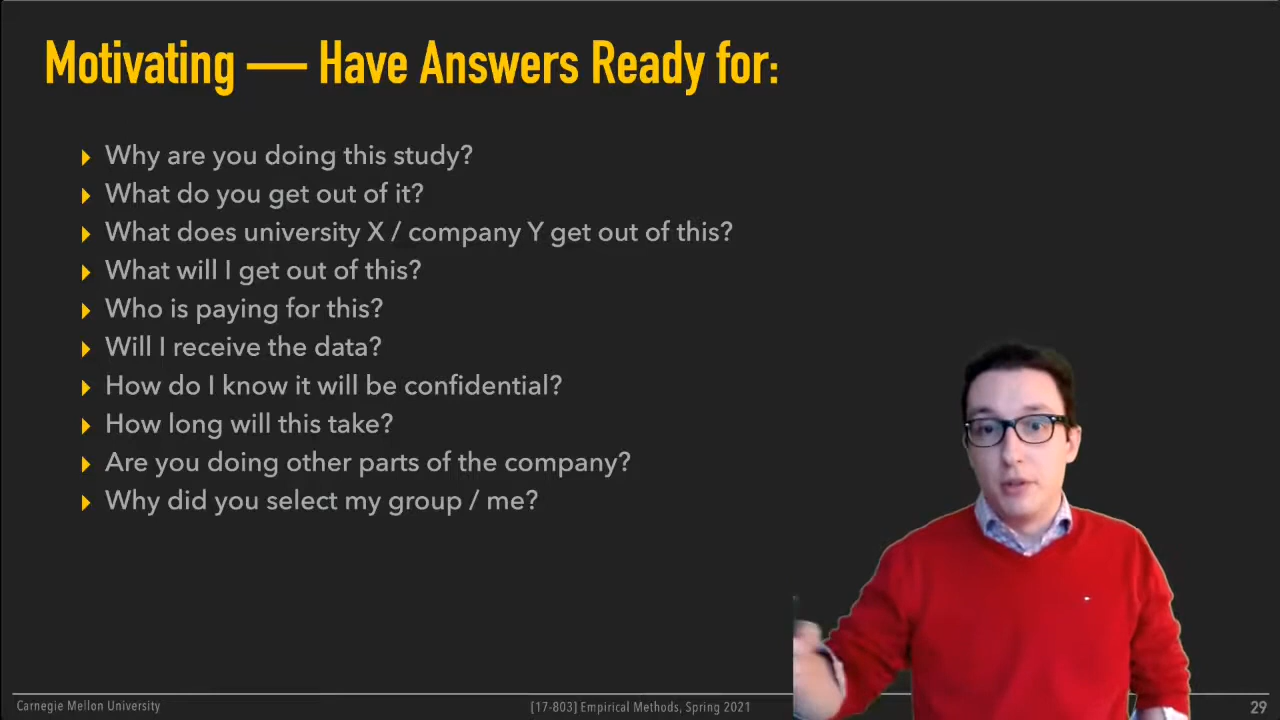 Motivating — Have Answers Ready for:
Why are you doing this study?
What do you get out of it?
What does university X / company Y get out of this?
What will I get out of this?
Who is paying for this?
Will I receive the data?
How do I know it will be confidential?
How long will this take?
Are you doing other parts of the company?
Why did you select my group / me?
Carnegie Mellon University
[17-803] Empirical Methods, Spring 2021
29